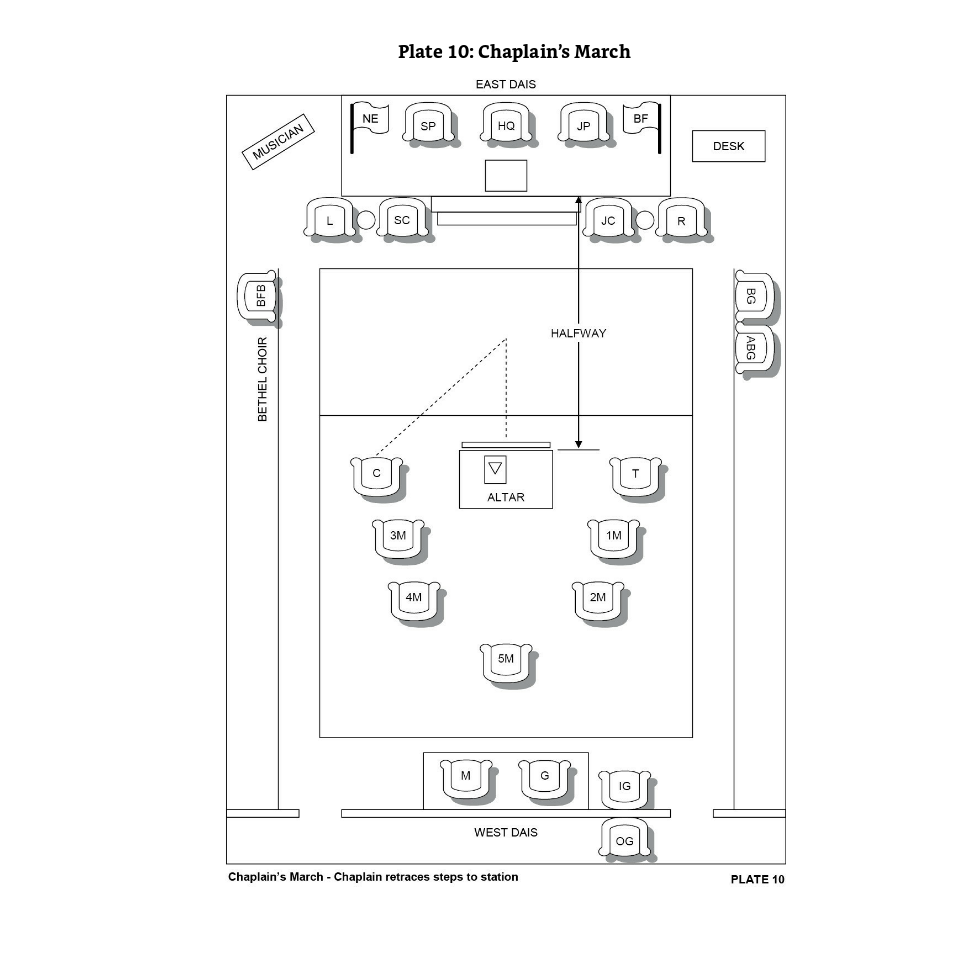 Plate 10: Chaplain's March
EAST DAIS
MUSICIAN
NE
SP
HQ
JP
BF
DESK
L
SC
JC
R
BFB
BG
ABG
HALFWAY
BETHEL CHOIR
C
ALTAR
T
3M
1M
4M
2M
5M
M
G
IG
WEST DAIS
OG
Chaplain's March - Chaplain retraces steps to station
PLATE 10